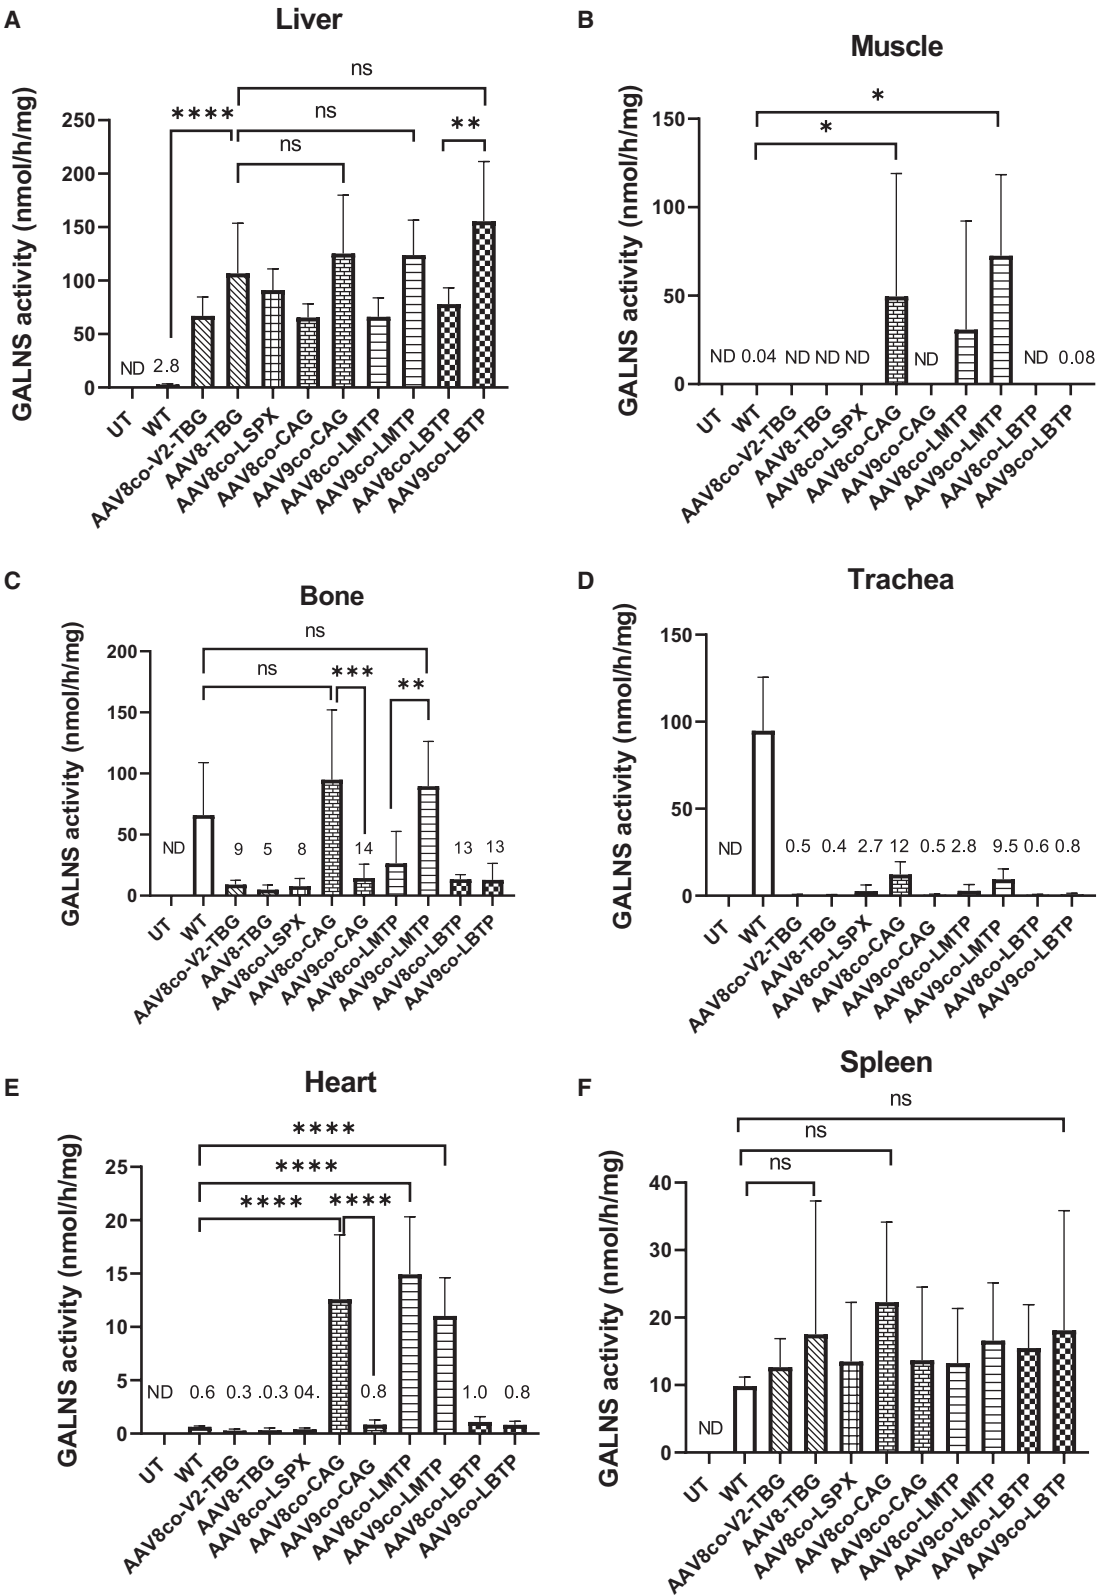 A
Liver
GALNS activity (nmol/h/mg)
ns
ns
ns
****
**
250
200
150
100
50
0
ND
2.8
UT
WT
AAV8co-V2-TBG
AAV8-TBG
AAV8co-LSPX
AAV8co-CAG
AAV9co-CAG
AAV8co-LMTP
AAV9co-LMTP
AAV8co-LBTP
AAV9co-LBTP
B
Muscle
GALNS activity (nmol/h/mg)
*
*
150
100
50
0
ND 0.04 ND ND ND ND ND 0.08
UT
WT
AAV8co-V2-TBG
AAV8-TBG
AAV8co-LSPX
AAV8co-CAG
AAV9co-CAG
AAV8co-LMTP
AAV9co-LMTP
AAV8co-LBTP
AAV9co-LBTP
C
Bone
GALNS activity (nmol/h/mg)
ns
ns
***
**
200
150
100
50
0
ND 9 5 8 14 13 13
UT
WT
AAV8co-V2-TBG
AAV8-TBG
AAV8co-LSPX
AAV8co-CAG
AAV9co-CAG
AAV8co-LMTP
AAV9co-LMTP
AAV8co-LBTP
AAV9co-LBTP
D
Trachea
GALNS activity (nmol/h/mg)
150
100
50
0
ND 0.5 0.4 2.7 12 0.5 2.8 9.5 0.6 0.8
UT
WT
AAV8co-V2-TBG
AAV8-TBG
AAV8co-LSPX
AAV8co-CAG
AAV9co-CAG
AAV8co-LMTP
AAV9co-LMTP
AAV8co-LBTP
AAV9co-LBTP
E
Heart
GALNS activity (nmol/h/mg)
****
****
****
****
25
20
15
10
5
0
ND 0.6 0.3 .0.3 04. 0.8 1.0 0.8
UT
WT
AAV8co-V2-TBG
AAV8-TBG
AAV8co-LSPX
AAV8co-CAG
AAV9co-CAG
AAV8co-LMTP
AAV9co-LMTP
AAV8co-LBTP
AAV9co-LBTP
F
Spleen
GALNS activity (nmol/h/mg)
ns
ns
ns
40
30
20
10
0
ND
UT
WT
AAV8co-V2-TBG
AAV8-TBG
AAV8co-LSPX
AAV8co-CAG
AAV9co-CAG
AAV8co-LMTP
AAV9co-LMTP
AAV8co-LBTP
AAV9co-LBTP